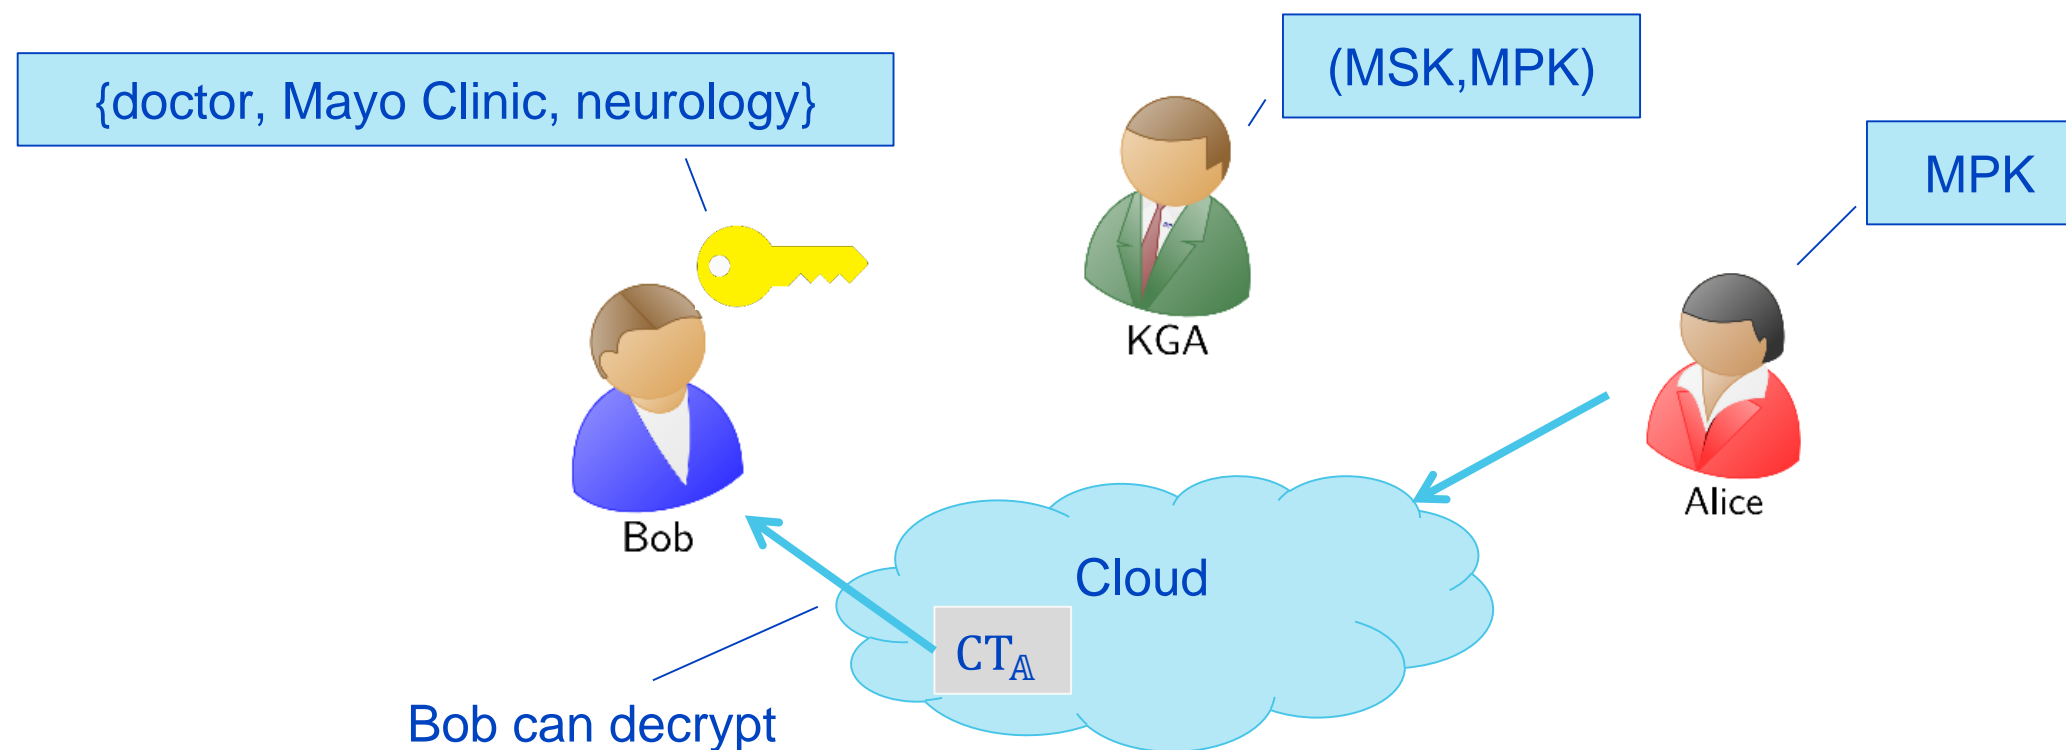 (MSK,MPK)
{doctor, Mayo Clinic, neurology}
MPK
KGA
Alice
Bob
Cloud
CT𝔸
Bob can decrypt